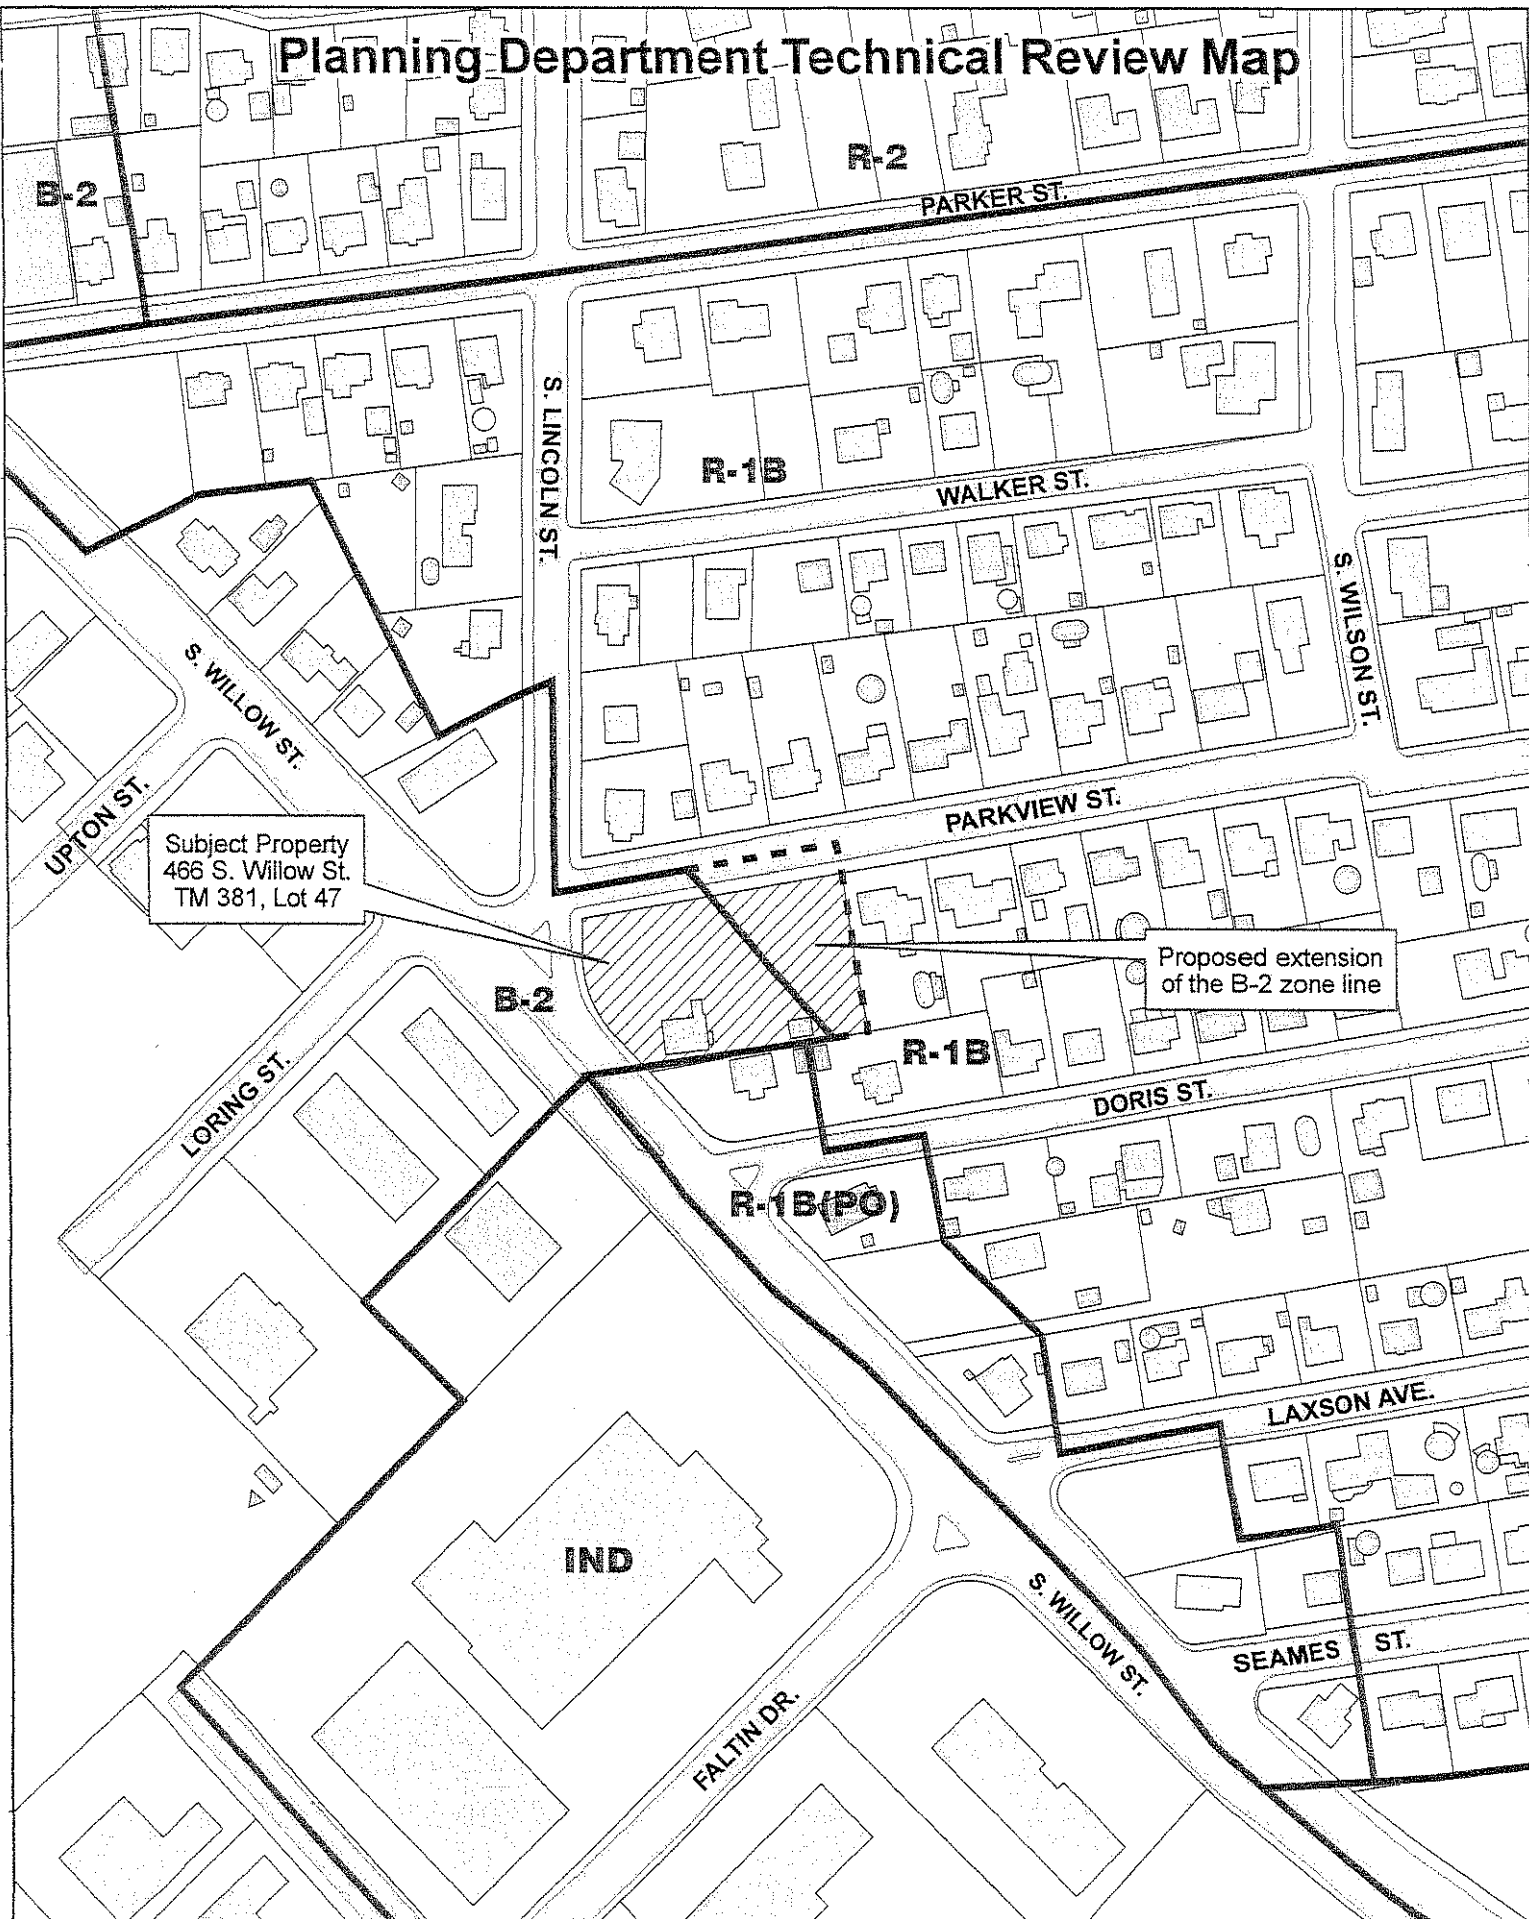 Planning Department Technical Review Map
R-2
B-2
PARKER ST.
S. LINCOLN ST.
R-1B
WALKER ST.
S. WILSON ST.
S. WILLOW ST.
UPTON ST.
PARKVIEW ST.
Subject Property
466 S. Willow St.
TM 381, Lot 47
Proposed extension
of the B-2 zone line
B-2
R-1B
LORING ST.
DORIS ST.
R-1B(PO)
LAXSON AVE.
IND
S. WILLOW ST.
SEAMES ST.
FALTIN DR.